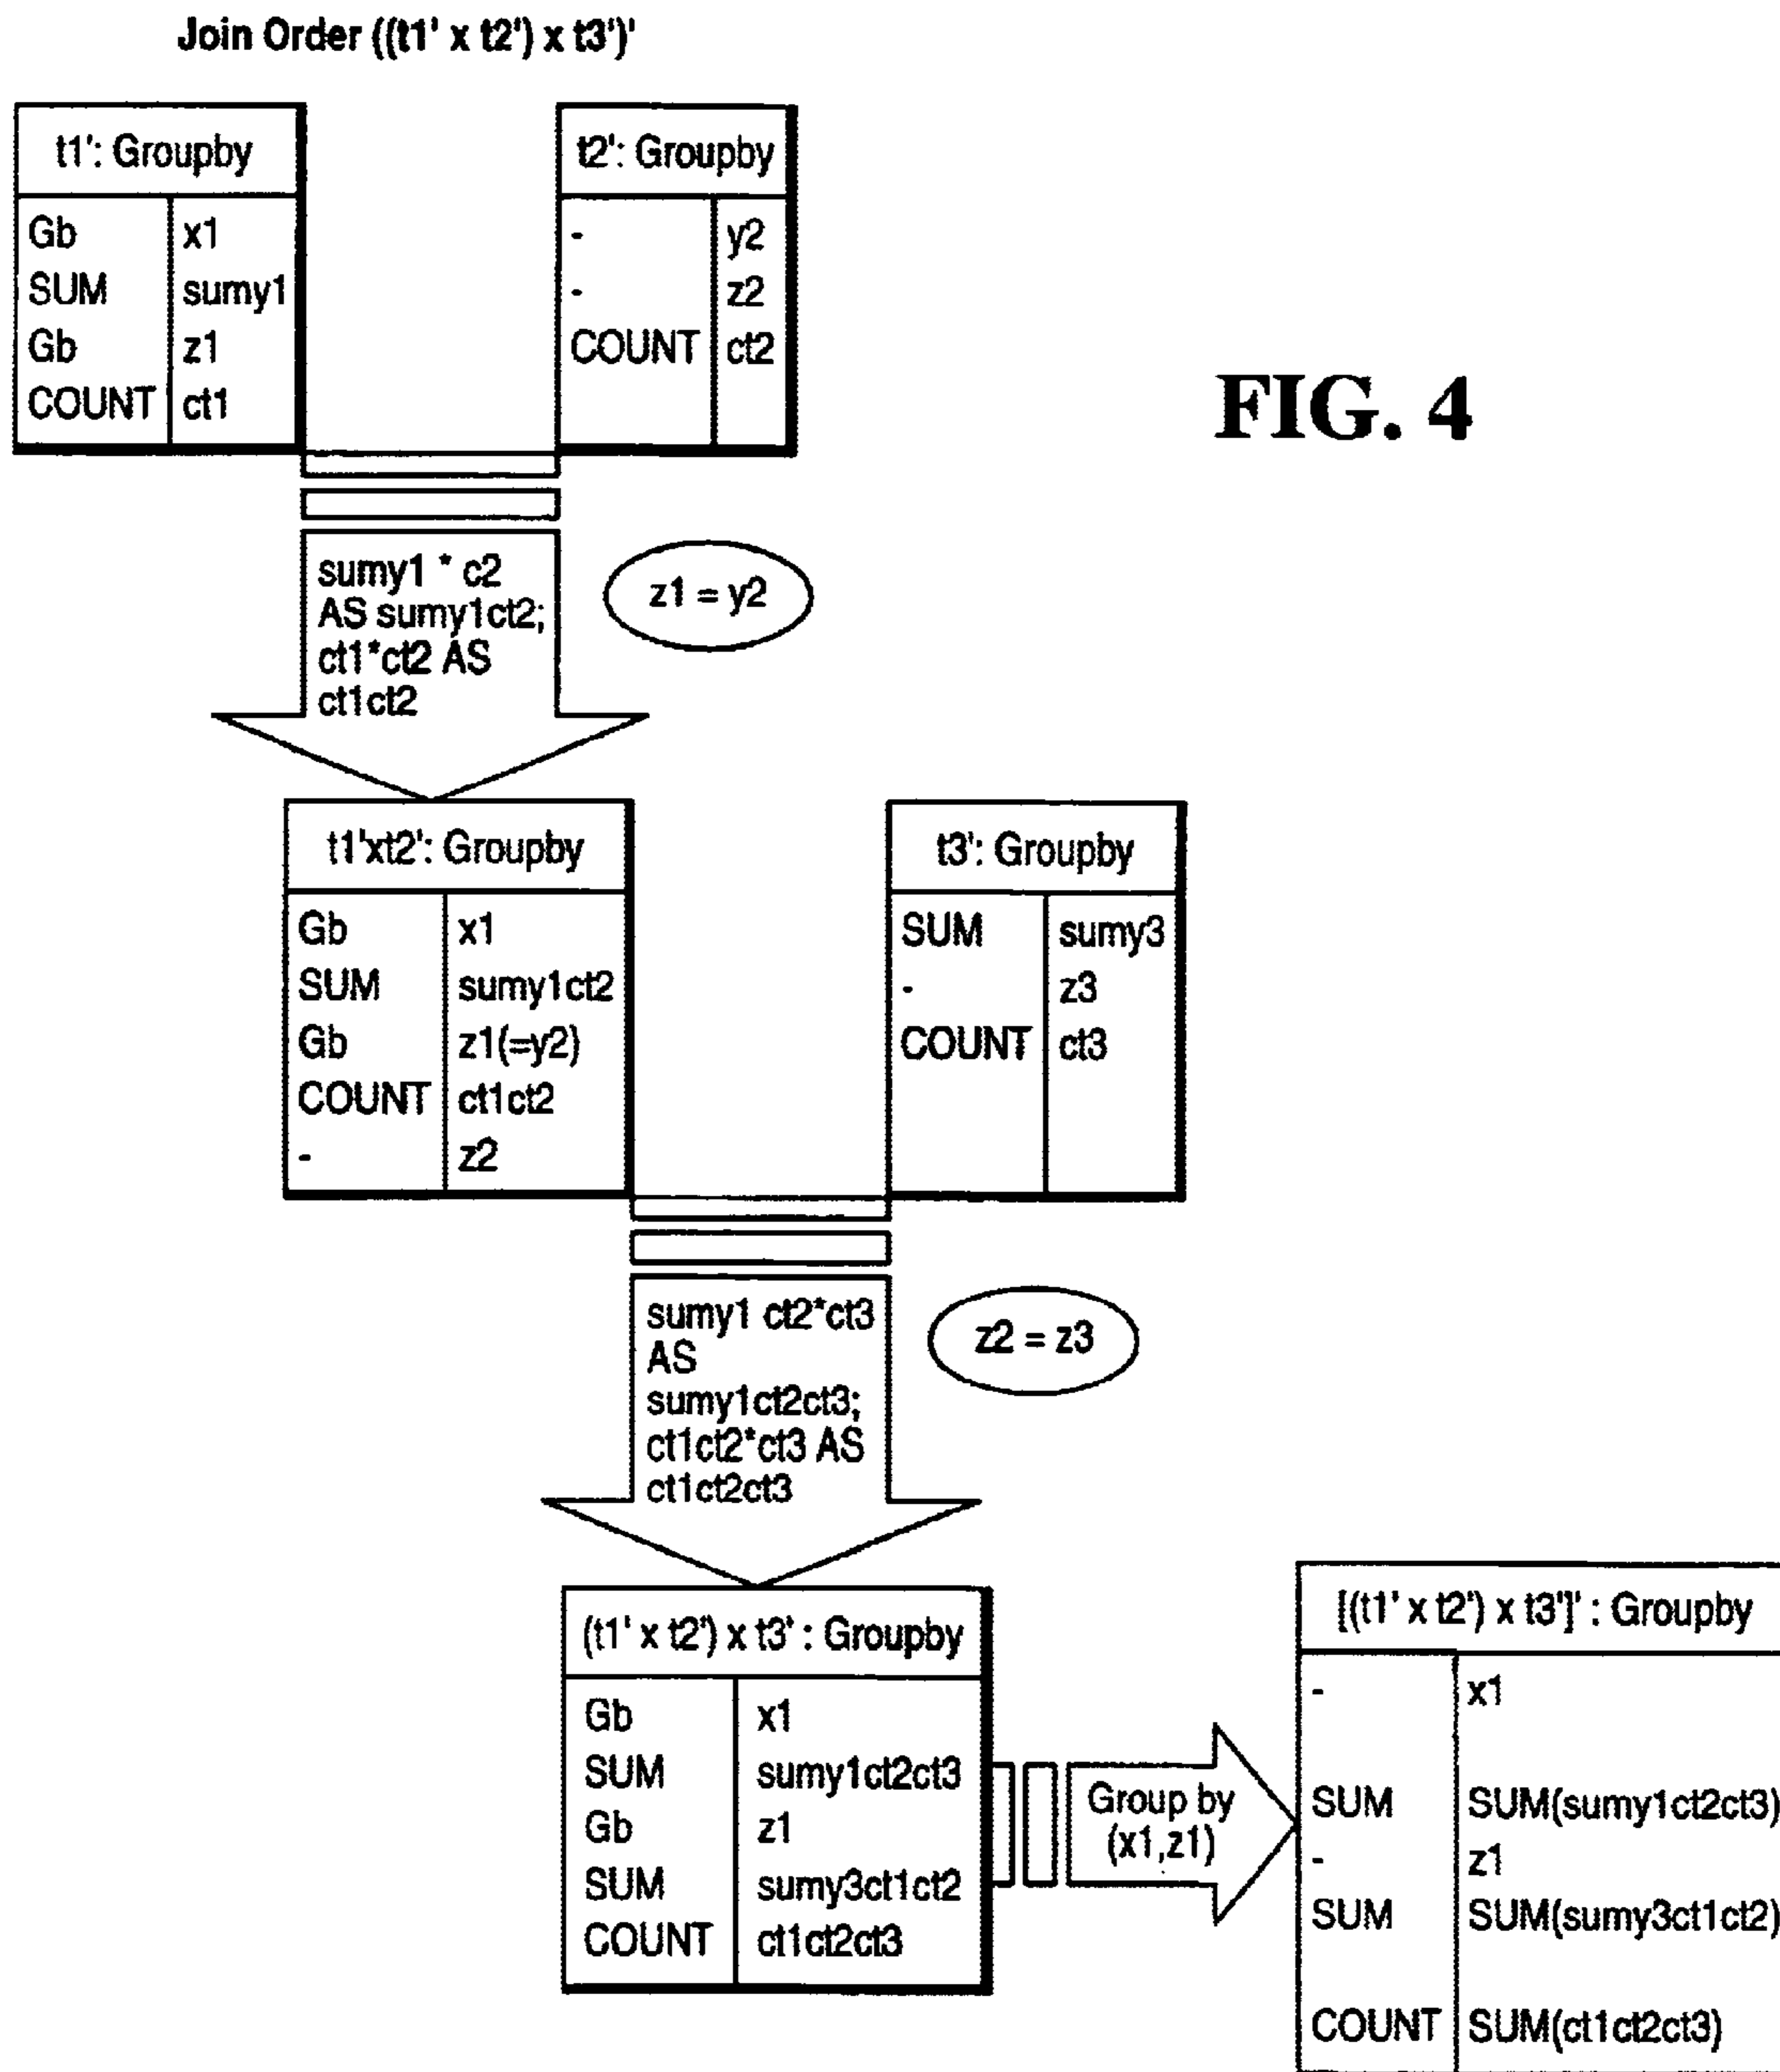 Join Order ((t1' x t2') x t3')'
t1': Groupby
Gb x1
SUM sumy1
Gb z1
COUNT ct1
t2': Groupby
- y2
- z2
COUNT ct2
FIG. 4
sumy1 * c2
AS sumy1ct2;
ct1*ct2 AS
ct1ct2
z1 = y2
t1'xt2': Groupby
Gb x1
SUM sumy1ct2
Gb z1(=y2)
COUNT ct1ct2
- z2
t3': Groupby
SUM sumy3
- z3
COUNT ct3
sumy1 ct2*ct3
AS
sumy1ct2ct3;
ct1ct2*ct3 AS
ct1ct2ct3
z2 = z3
(t1' x t2') x t3' : Groupby
Gb x1
SUM sumy1ct2ct3
Gb z1
SUM sumy3ct1ct2
COUNT ct1ct2ct3
Group by
(x1,z1)
[(t1' x t2') x t3']' : Groupby
- x1
SUM SUM(sumy1ct2ct3)
- z1
SUM SUM(sumy3ct1ct2)
COUNT SUM(ct1ct2ct3)